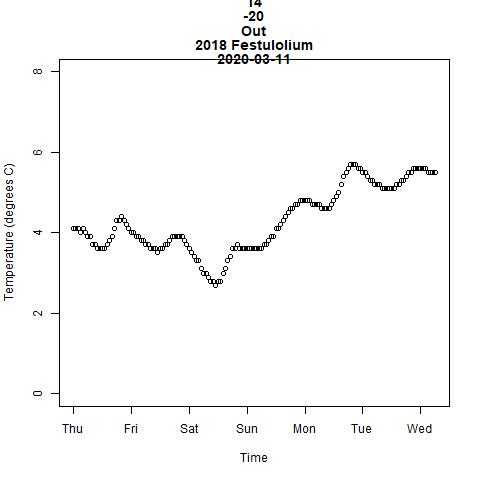 14
-20
Out
2018 Festulolium
2020-03-11
Temperature (degrees C)
8
6
4
2
0
Thu Fri Sat Sun Mon Tue Wed
Time